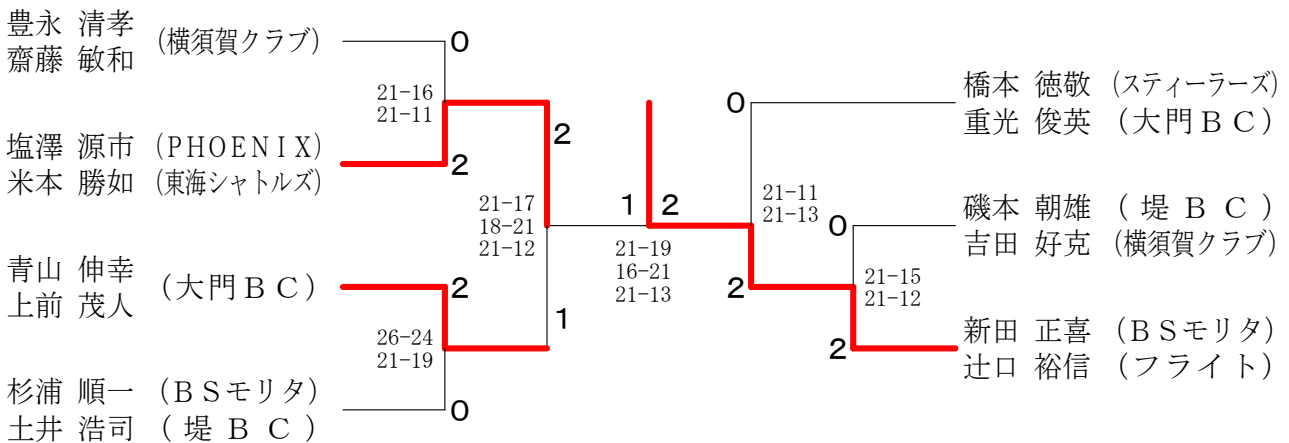 豊永 清孝 (横須賀クラブ)
齋藤 敏和
0
21-16
21-11
塩澤 源市 (PHOENIX)
米本 勝如 (東海シャトルズ)
2
2
21-17
18-21
21-12
青山 伸幸 (大門BC)
上前 茂人
2
1
26-24
21-19
杉浦 順一 (BSモリタ)
土井 浩司 (堤BC)
0
1 2
21-19
16-21
21-13
橋本 徳敬 (スティーラーズ)
重光 俊英 (大門BC)
0
21-11
21-13
磯本 朝雄 (堤BC)
吉田 好克 (横須賀クラブ)
0
2
21-15
21-12
新田 正喜 (BSモリタ)
辻口 裕信 (フライト)
2